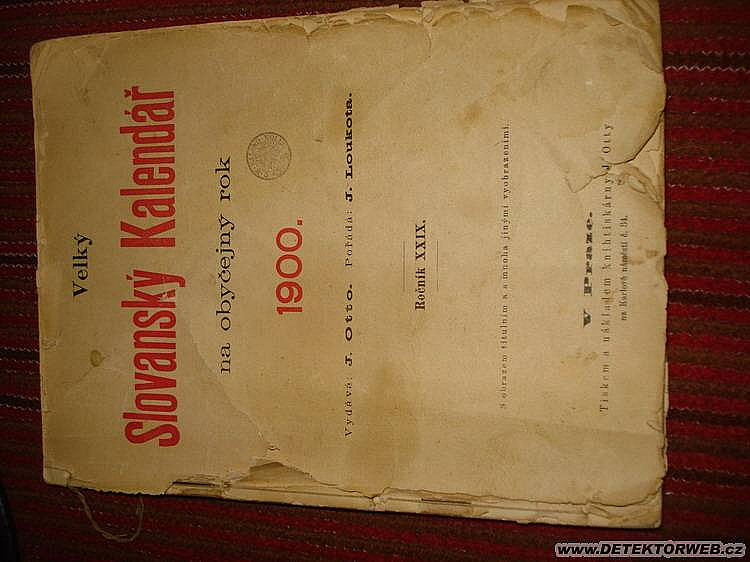 Velký
Slovanský Kalendář
na obyčejný rok
1900.
Vydává: J. Otto. Pořádá: J. Loukota.
Ročník XXIX.
S obrazem titulním a s mnoha jinými vyobrazeními.
V Praze.
Tiskem a nákladem knihtiskárny J. Otty
na Karlově náměstí č. 34.
www.DETEKTORWEB.cz